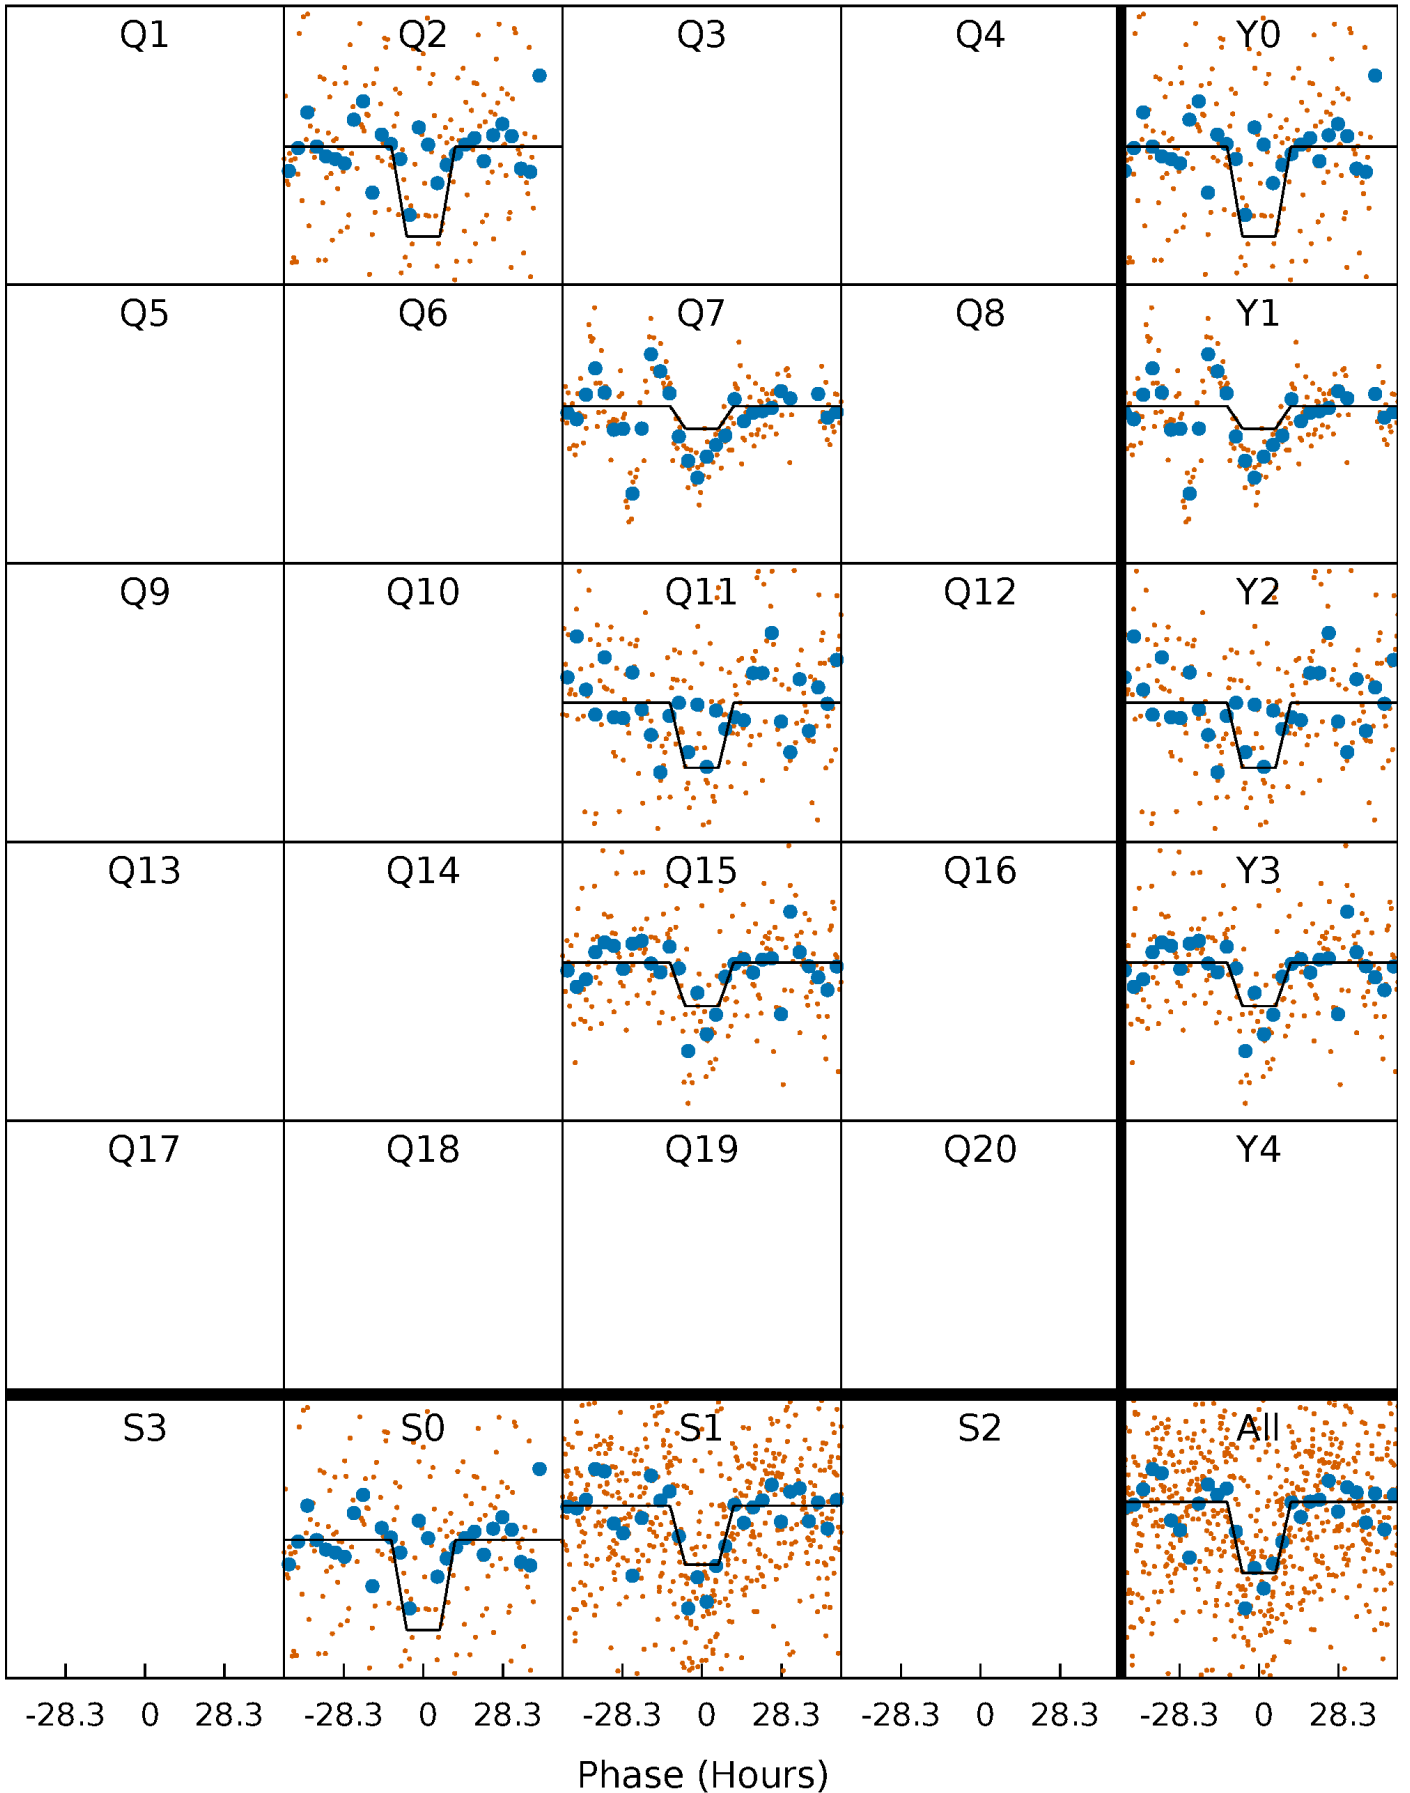 Q1 Q2 Q3 Q4 Y0
Q5 Q6 Q7 Q8 Y1
Q9 Q10 Q11 Q12 Y2
Q13 Q14 Q15 Q16 Y3
Q17 Q18 Q19 Q20 Y4
S3 S0 S1 S2 All
-28.3 0 28.3 -28.3 0 28.3 -28.3 0 28.3 -28.3 0 28.3 -28.3 0 28.3
Phase (Hours)